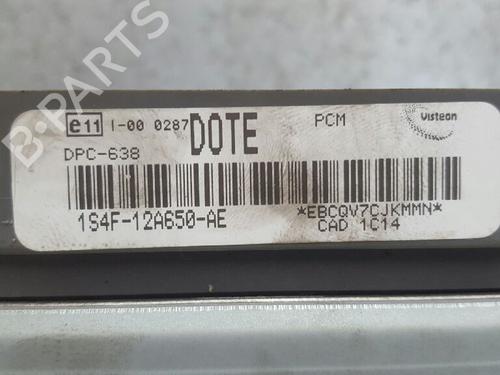 e11 I-00 0287 DOTE PCM Visteon
DPC-638
1S4F-12A650-AE *EBCQV7CJKMMN*
CAD 1C14
B-PARTS